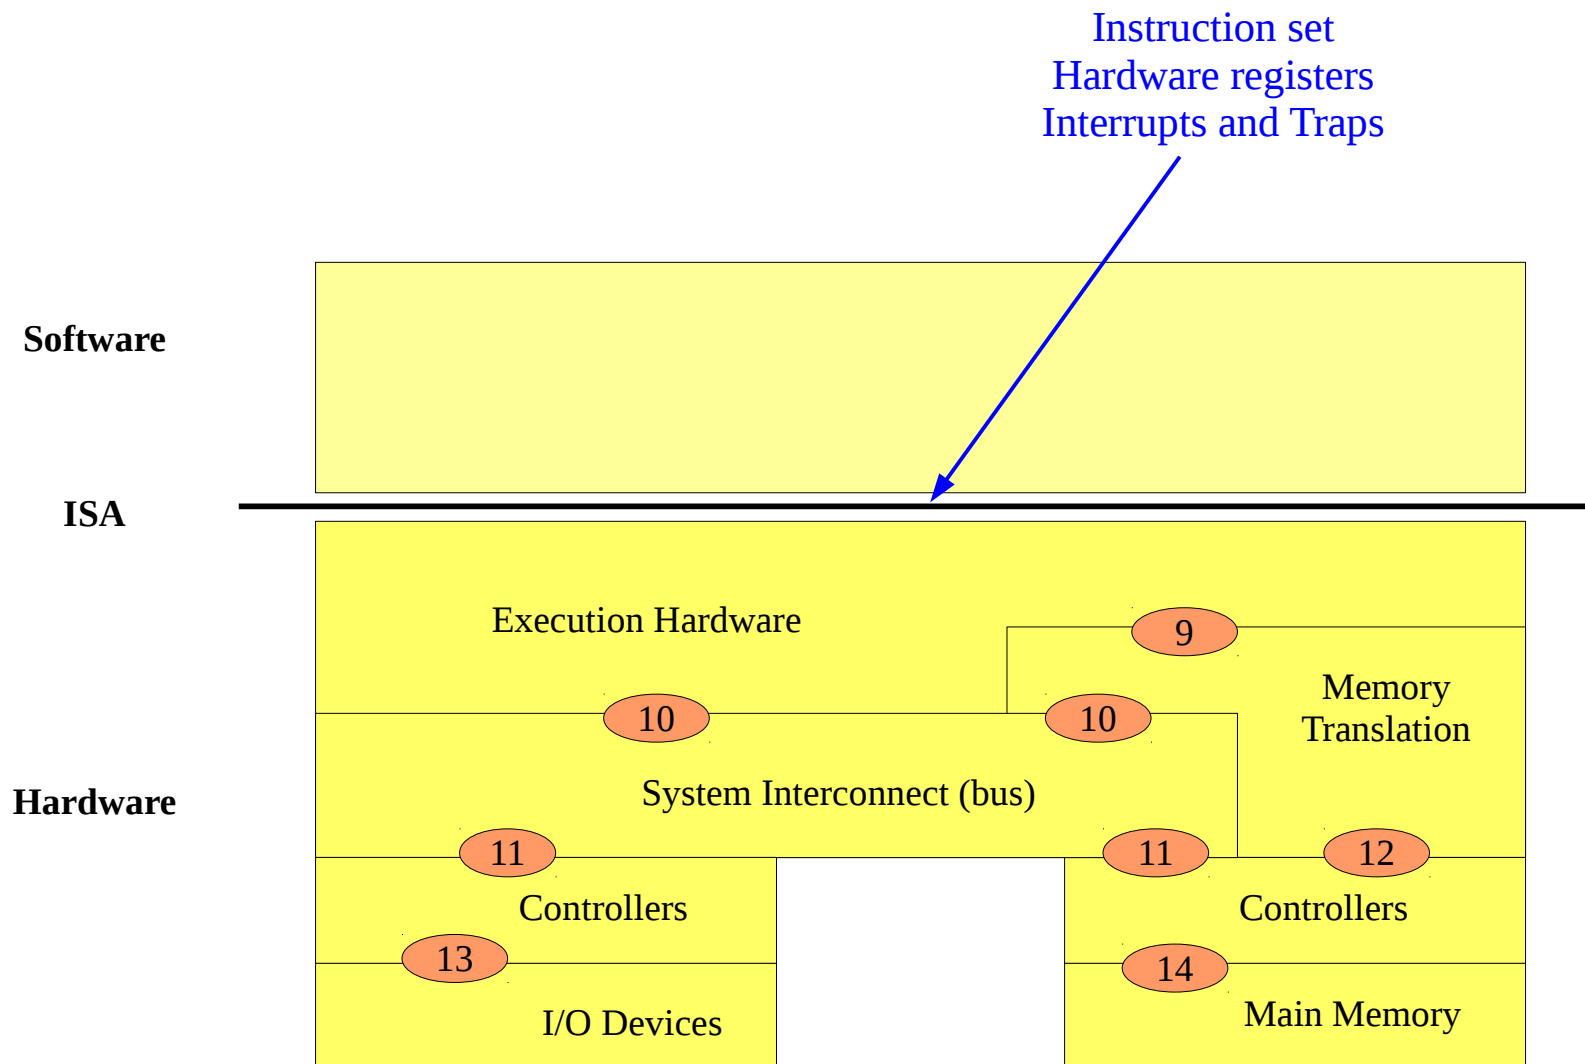 Instruction set
Hardware registers
Interrupts and Traps
Software
ISA
Execution Hardware
9
Memory
Translation
10
10
System Interconnect (bus)
Hardware
11
11
12
Controllers
Controllers
13
14
I/O Devices
Main Memory